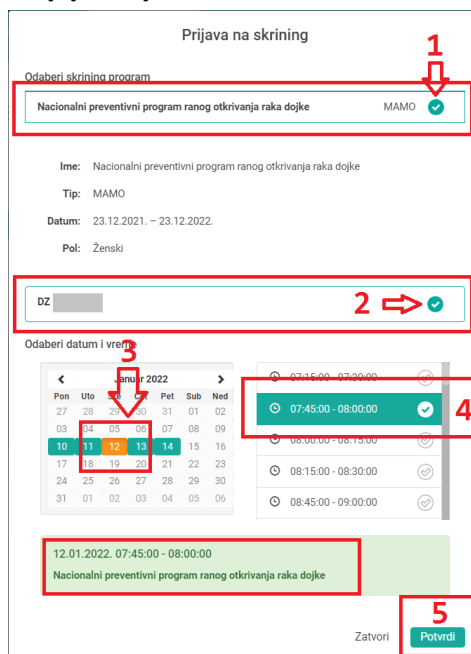 Prijava na skrining
1
Odaberi skrining program
Nacionalni preventivni program ranog otkrivanja raka dojke MAMO
Ime: Nacionalni preventivni program ranog otkrivanja raka dojke
Tip: MAMO
Datum: 23.12.2021. – 23.12.2022.
Pol: Ženski
DZ
2
Odaberi datum i vreme
3
Januar 2022
Pon Uto Sre Čet Pet Sub Ned
27 28 29 30 31 01 02
03 04 05 06 07 08 09
10 11 12 13 14 15 16
17 18 19 20 21 22 23
24 25 26 27 28 29 30
31 01 02 03 04 05 06
07:15:00 - 07:30:00
07:45:00 - 08:00:00
4
08:00:00 - 08:15:00
08:15:00 - 08:30:00
08:45:00 - 09:00:00
12.01.2022. 07:45:00 - 08:00:00
Nacionalni preventivni program ranog otkrivanja raka dojke
5
Zatvori Potvrdi